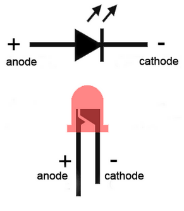 + -
anode cathode
+ -
anode cathode